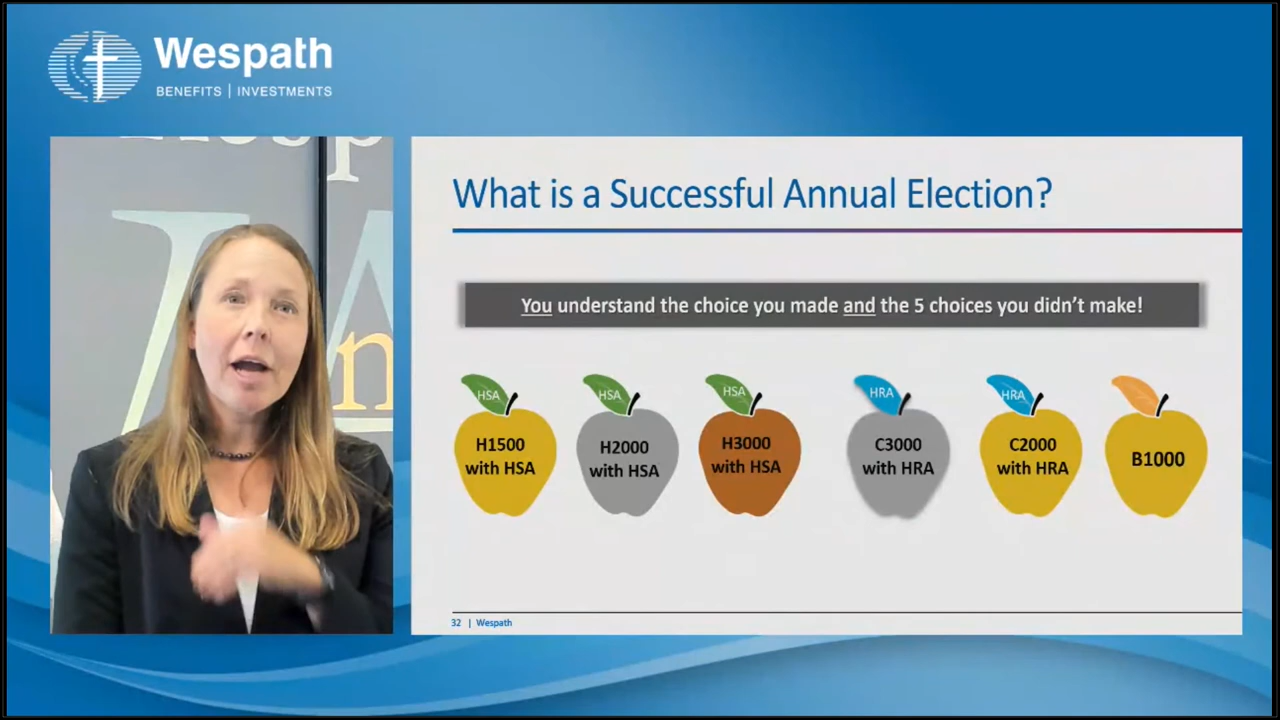 Wespath
BENEFITS | INVESTMENTS
What is a Successful Annual Election?
You understand the choice you made and the 5 choices you didn't make!
HSA
H1500
with HSA
HSA
H2000
with HSA
HSA
H3000
with HSA
HRA
C3000
with HRA
HRA
C2000
with HRA
B1000
32 | Wespath